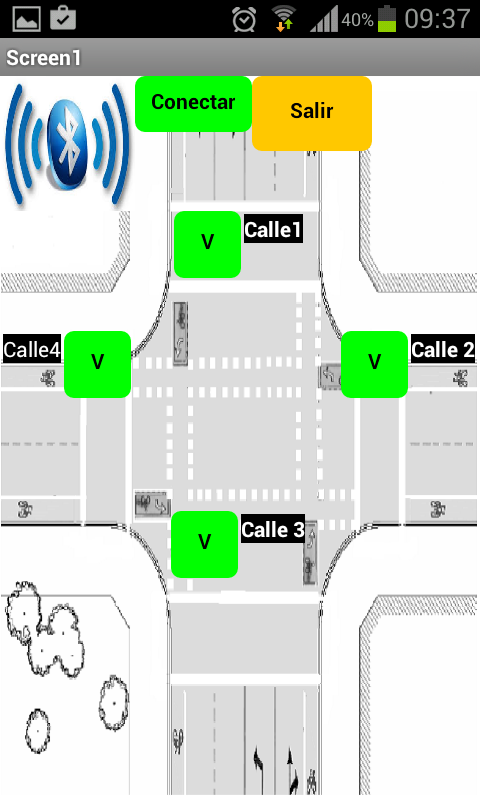 40% 09:37
Screen1
Conectar
Salir
V
Calle1
Calle4
V
V
Calle 2
V
Calle 3